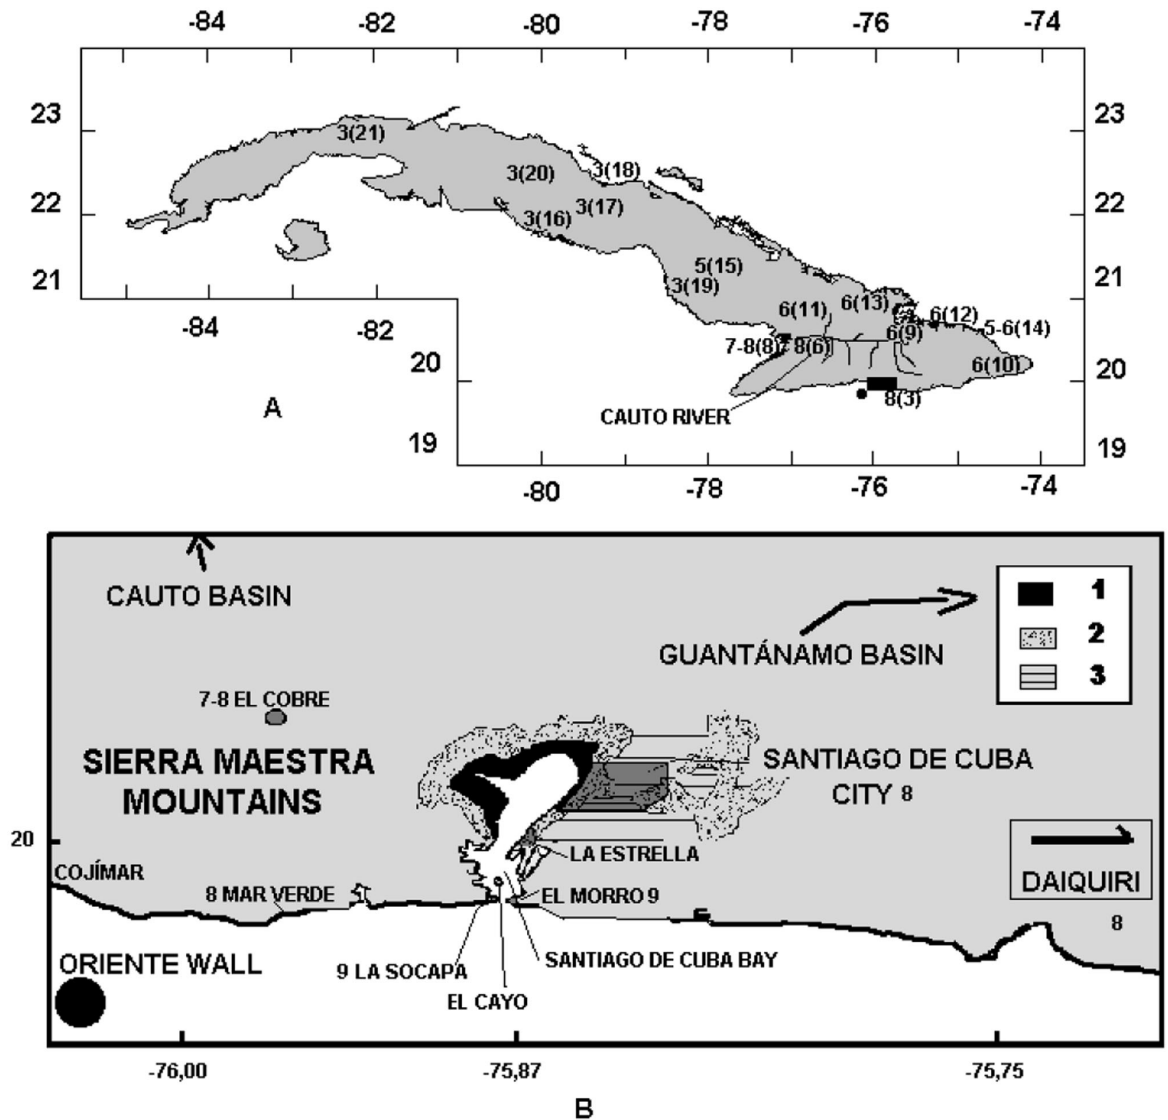 -84 -82 -80 -78 -76 -74
23 23
3(21)
3(18)
3(20)
22 3(17) 22
3(16)
5(15)
21 3(19) 21
6(11) 6(13) 6(12)
5-6(14)
-84 -82
7-8(8) 8(6) 6(9)
20 6(10) 20
8(3)
A CAUTO RIVER
19 19
-80 -78 -76 -74
CAUTO BASIN
GUANTÁNAMO BASIN
1
2
3
7-8 EL COBRE
SIERRA MAESTRA
MOUNTAINS
SANTIAGO DE CUBA
CITY 8
20
LA ESTRELLA
COJÍMAR
8 MAR VERDE
EL MORRO 9
DAIQUIRI
8
ORIENTE WALL
9 LA SOCAPA
SANTIAGO DE CUBA BAY
EL CAYO
-76,00 -75,87 -75,75
B